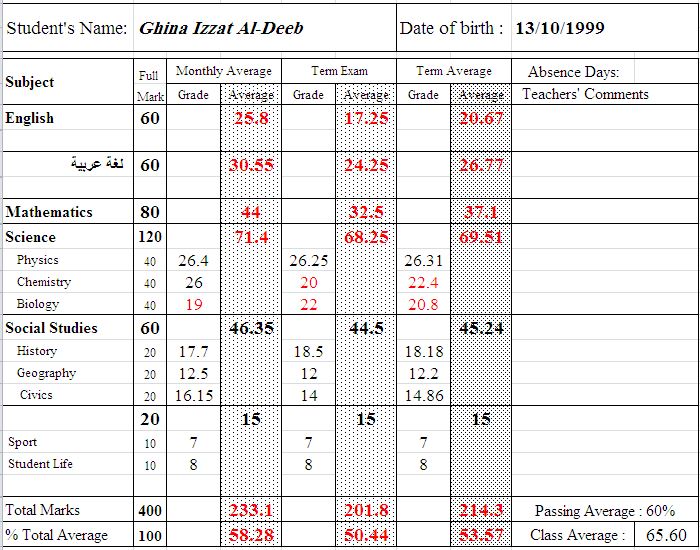 Student's Name: Ghina Izzat Al-Deeb Date of birth : 13/10/1999
Subject Full Mark Monthly Average Term Exam Term Average Absence Days:
Grade Average Grade Average Grade Average Teachers' Comments
English 60 25.8 17.25 20.67
لغة عربية 60 30.55 24.25 26.77
Mathematics 80 44 32.5 37.1
Science 120 71.4 68.25 69.51
Physics 40 26.4 26.25 26.31
Chemistry 40 26 20 22.4
Biology 40 19 22 20.8
Social Studies 60 46.35 44.5 45.24
History 20 17.7 18.5 18.18
Geography 20 12.5 12 12.2
Civics 20 16.15 14 14.86
20 15 15 15
Sport 10 7 7 7
Student Life 10 8 8 8
Total Marks 400 233.1 201.8 214.3 Passing Average : 60%
% Total Average 100 58.28 50.44 53.57 Class Average : 65.60